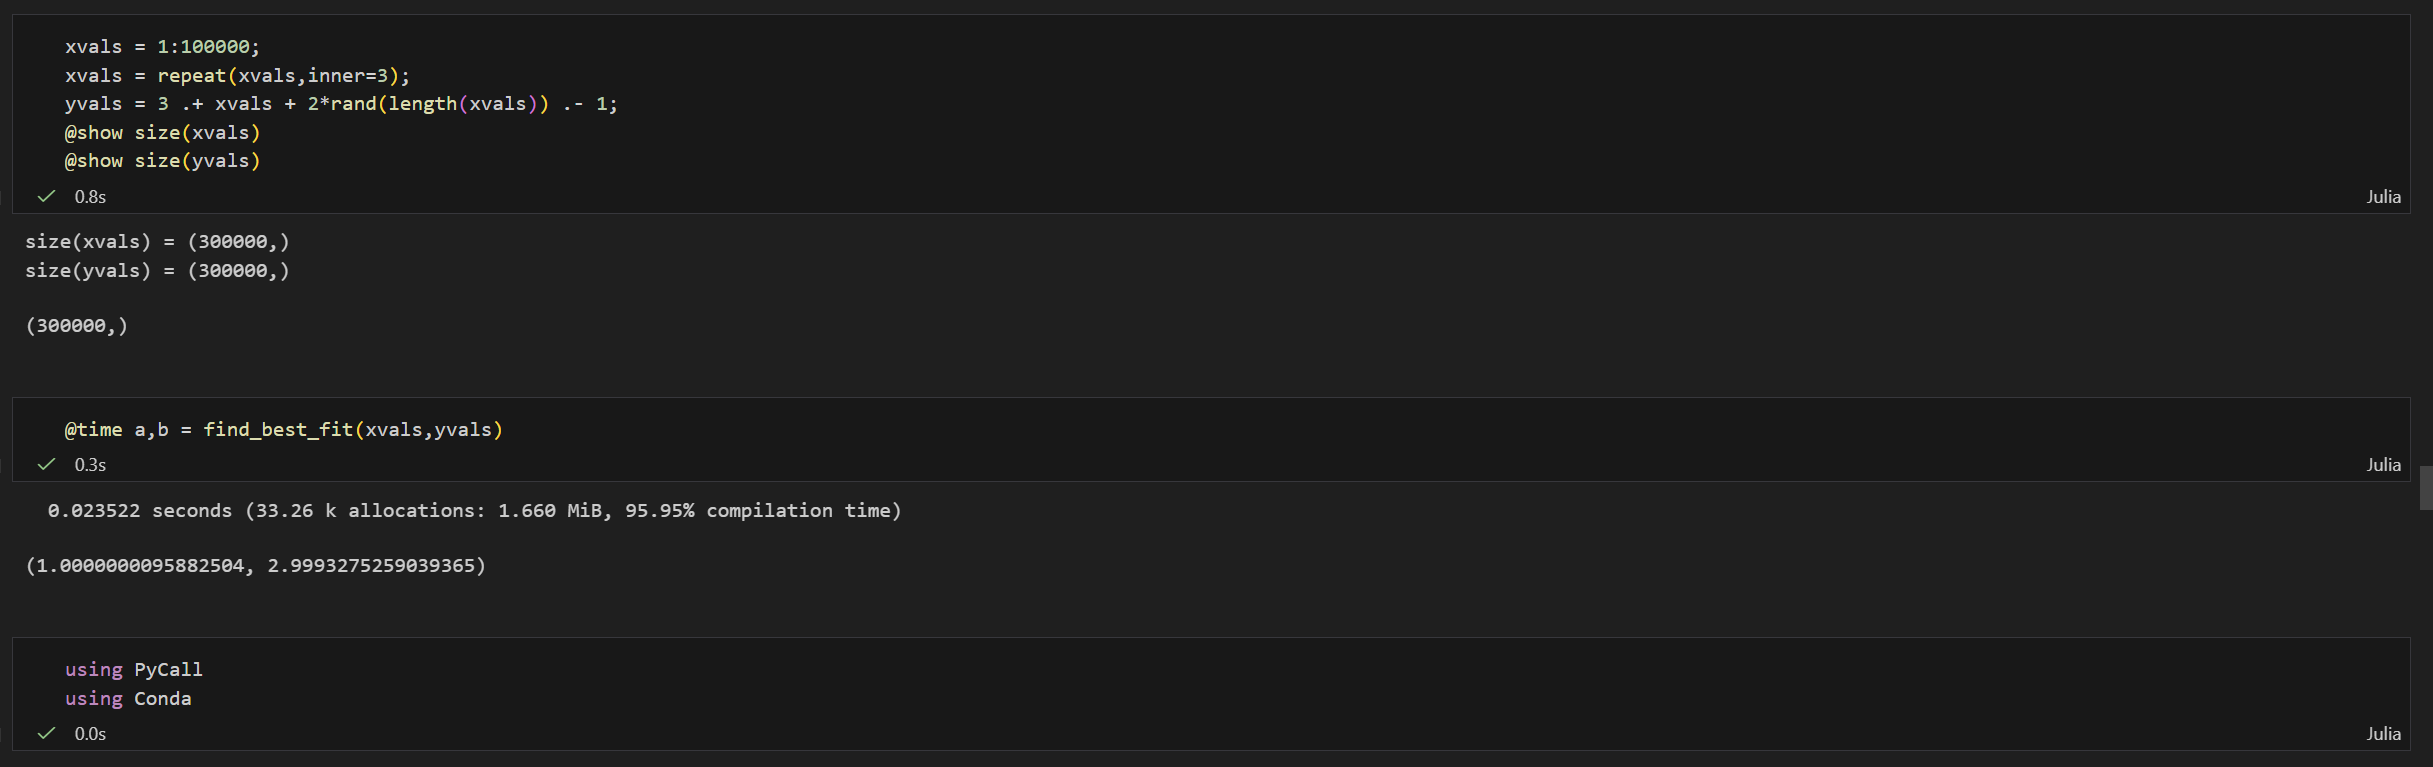 xvals = 1:100000;
xvals = repeat(xvals,inner=3);
yvals = 3 .+ xvals + 2*rand(length(xvals)) .- 1;
@show size(xvals)
@show size(yvals)
0.8s
Julia
size(xvals) = (300000,)
size(yvals) = (300000,)
(300000,)
@time a,b = find_best_fit(xvals,yvals)
0.3s
Julia
0.023522 seconds (33.26 k allocations: 1.660 MiB, 95.95% compilation time)
(1.0000000095882504, 2.9993275259039365)
using PyCall
using Conda
0.0s
Julia